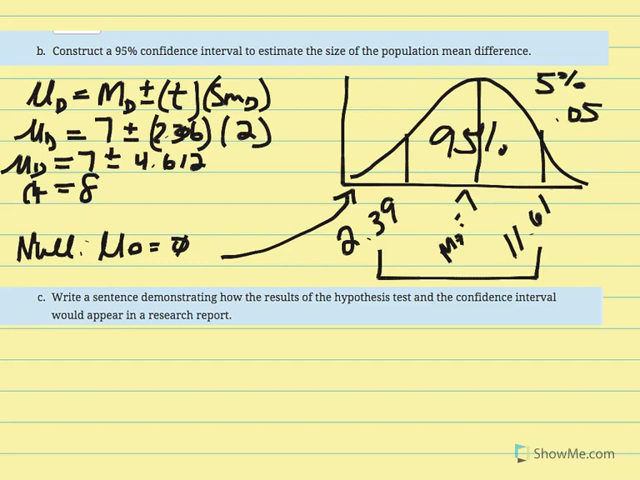 b. Construct a 95% confidence interval to estimate the size of the population mean difference.
μD = MD ± (t)(SMD)
μD = 7 ± (2.306)(2)
μD = 7 ± 4.612
df = 8
Null: μD = 0
95%
5%
.05
2.39
M = 7
11.61
c. Write a sentence demonstrating how the results of the hypothesis test and the confidence interval
would appear in a research report.
ShowMe.com